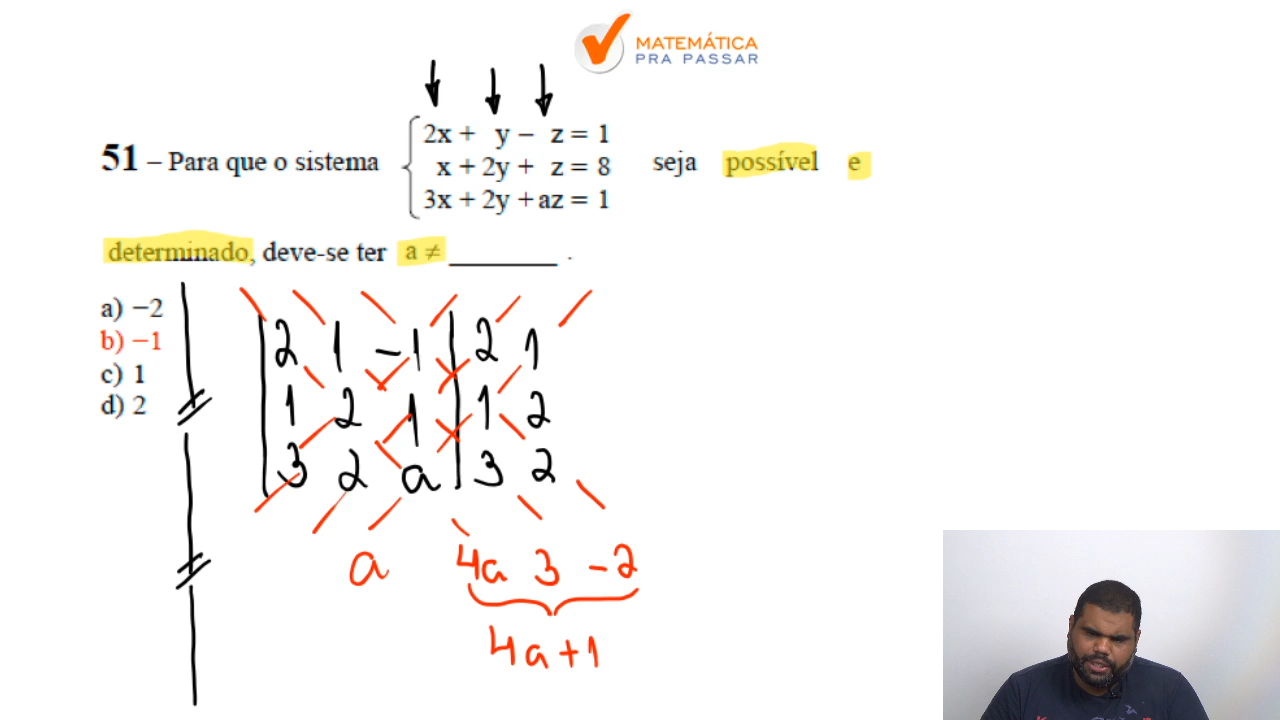 MATEMÁTICA
PRA PASSAR
2x + y − z = 1
51 – Para que o sistema x + 2y + z = 8 seja possível e
3x + 2y + az = 1
determinado, deve-se ter a ≠ ________ .
a) −2
b) −1
c) 1
d) 2
2 1 -1 2 1
1 2 1 1 2
3 2 a 3 2
a 4a 3 -2
4a+1